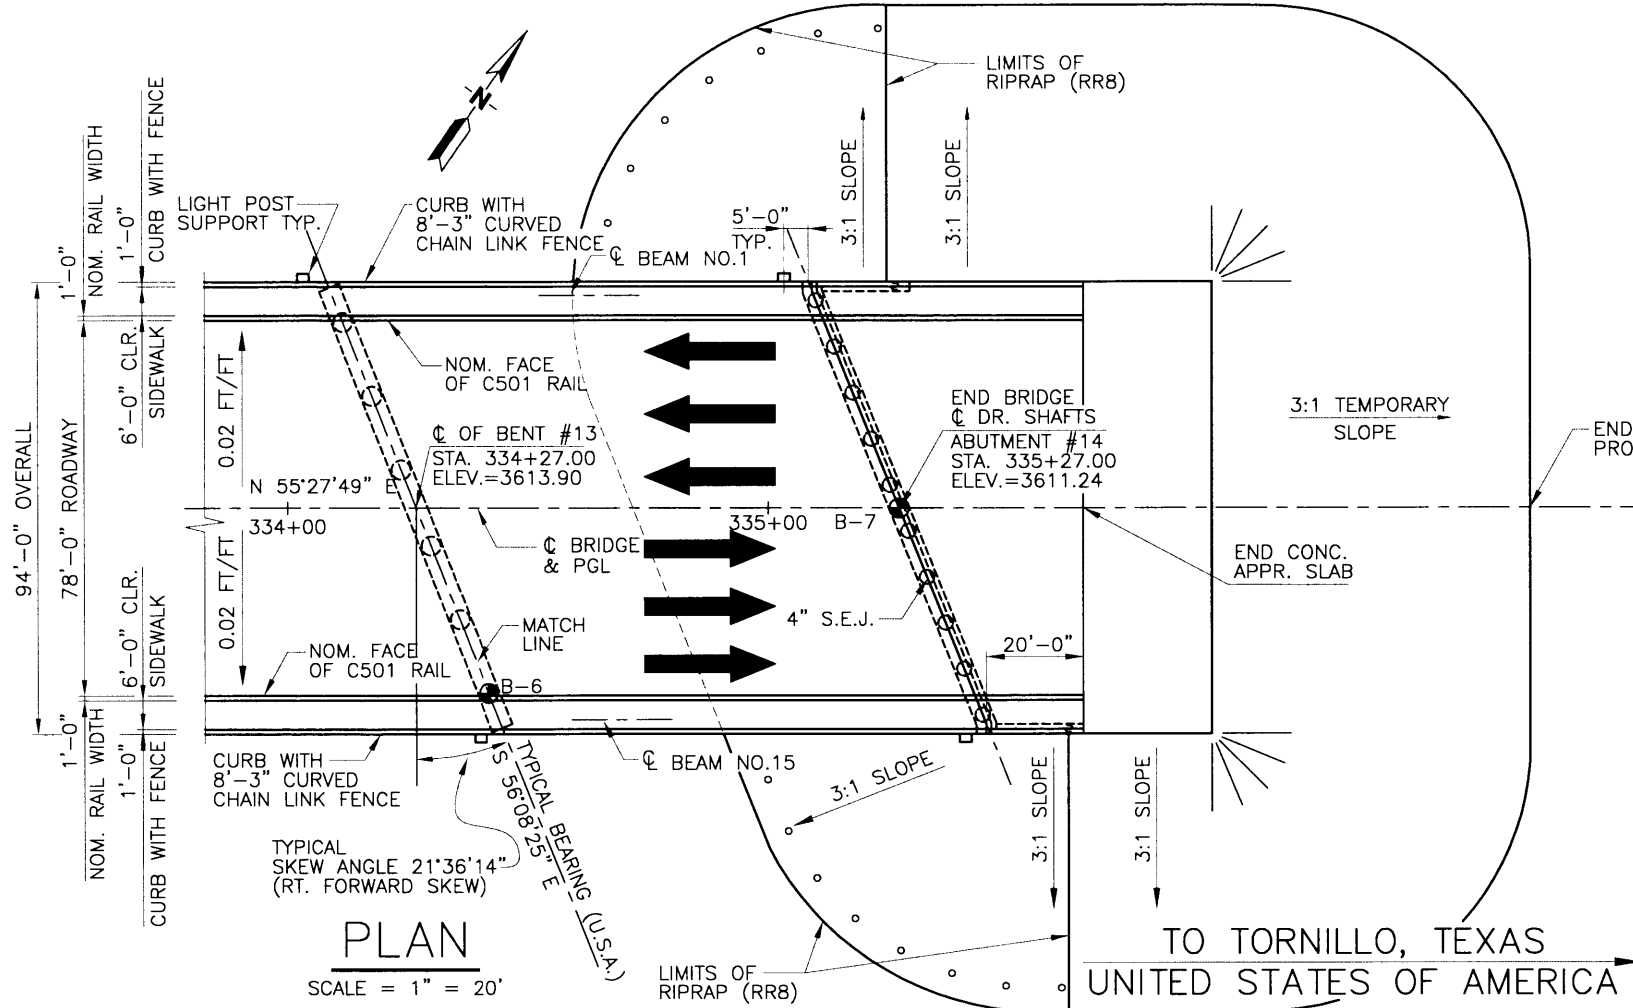 LIMITS OF
RIPRAP (RR8)
N
3:1 SLOPE
3:1 SLOPE
LIGHT POST
SUPPORT TYP.
CURB WITH
8'-3" CURVED
CHAIN LINK FENCE
5'-0"
TYP.
℄ BEAM NO.1
1'-0"
NOM. RAIL WIDTH
1'-0"
CURB WITH FENCE
6'-0" CLR.
SIDEWALK
94'-0" OVERALL
78'-0" ROADWAY
0.02 FT/FT
0.02 FT/FT
6'-0" CLR.
SIDEWALK
1'-0"
NOM. RAIL WIDTH
1'-0"
CURB WITH FENCE
NOM. FACE
OF C501 RAIL
℄ OF BENT #13
STA. 334+27.00
ELEV.=3613.90
N 55°27'49" E
334+00
END BRIDGE
℄ DR. SHAFTS
ABUTMENT #14
STA. 335+27.00
ELEV.=3611.24
335+00
B-7
3:1 TEMPORARY
SLOPE
END
PRO
℄ BRIDGE
& PGL
END CONC.
APPR. SLAB
4" S.E.J.
MATCH
LINE
20'-0"
NOM. FACE
OF C501 RAIL
B-6
CURB WITH
8'-3" CURVED
CHAIN LINK FENCE
℄ BEAM NO.15
TYPICAL BEARING (U.S.A.)
S 56°08'25" E
3:1 SLOPE
3:1 SLOPE
3:1 SLOPE
TYPICAL
SKEW ANGLE 21°36'14"
(RT. FORWARD SKEW)
PLAN
SCALE = 1" = 20'
LIMITS OF
RIPRAP (RR8)
TO TORNILLO, TEXAS
UNITED STATES OF AMERICA